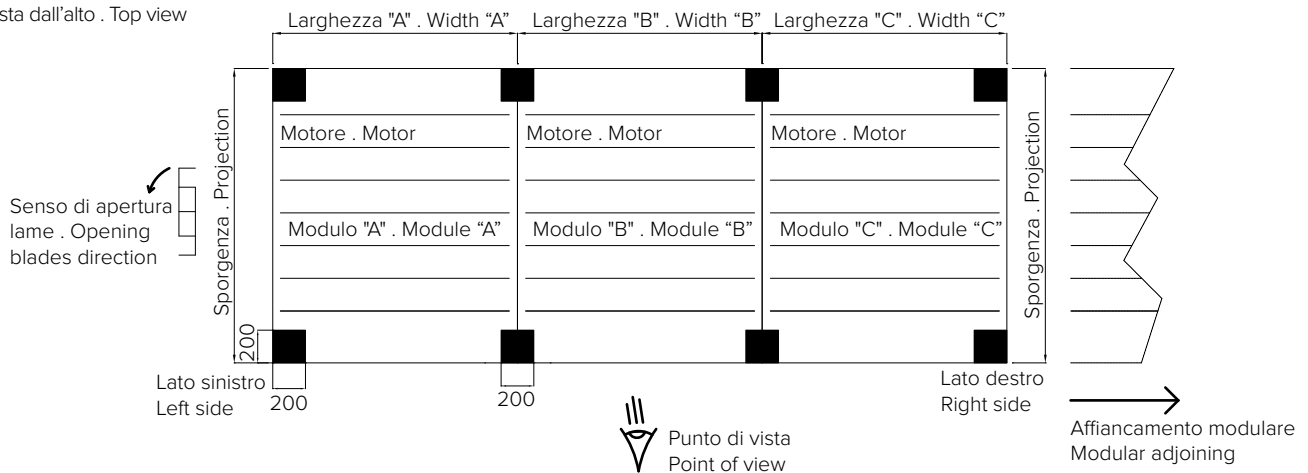 sta dall'alto . Top view
Larghezza "A" . Width “A”
Larghezza "B" . Width “B”
Larghezza "C" . Width “C”
Sporgenza . Projection
Motore . Motor
Motore . Motor
Motore . Motor
Sporgenza . Projection
Senso di apertura
lame . Opening
blades direction
Modulo "A" . Module “A”
Modulo "B" . Module “B”
Modulo "C" . Module “C”
200
Lato sinistro
Left side
200
200
Lato destro
Right side
Punto di vista
Point of view
Affiancamento modulare
Modular adjoining